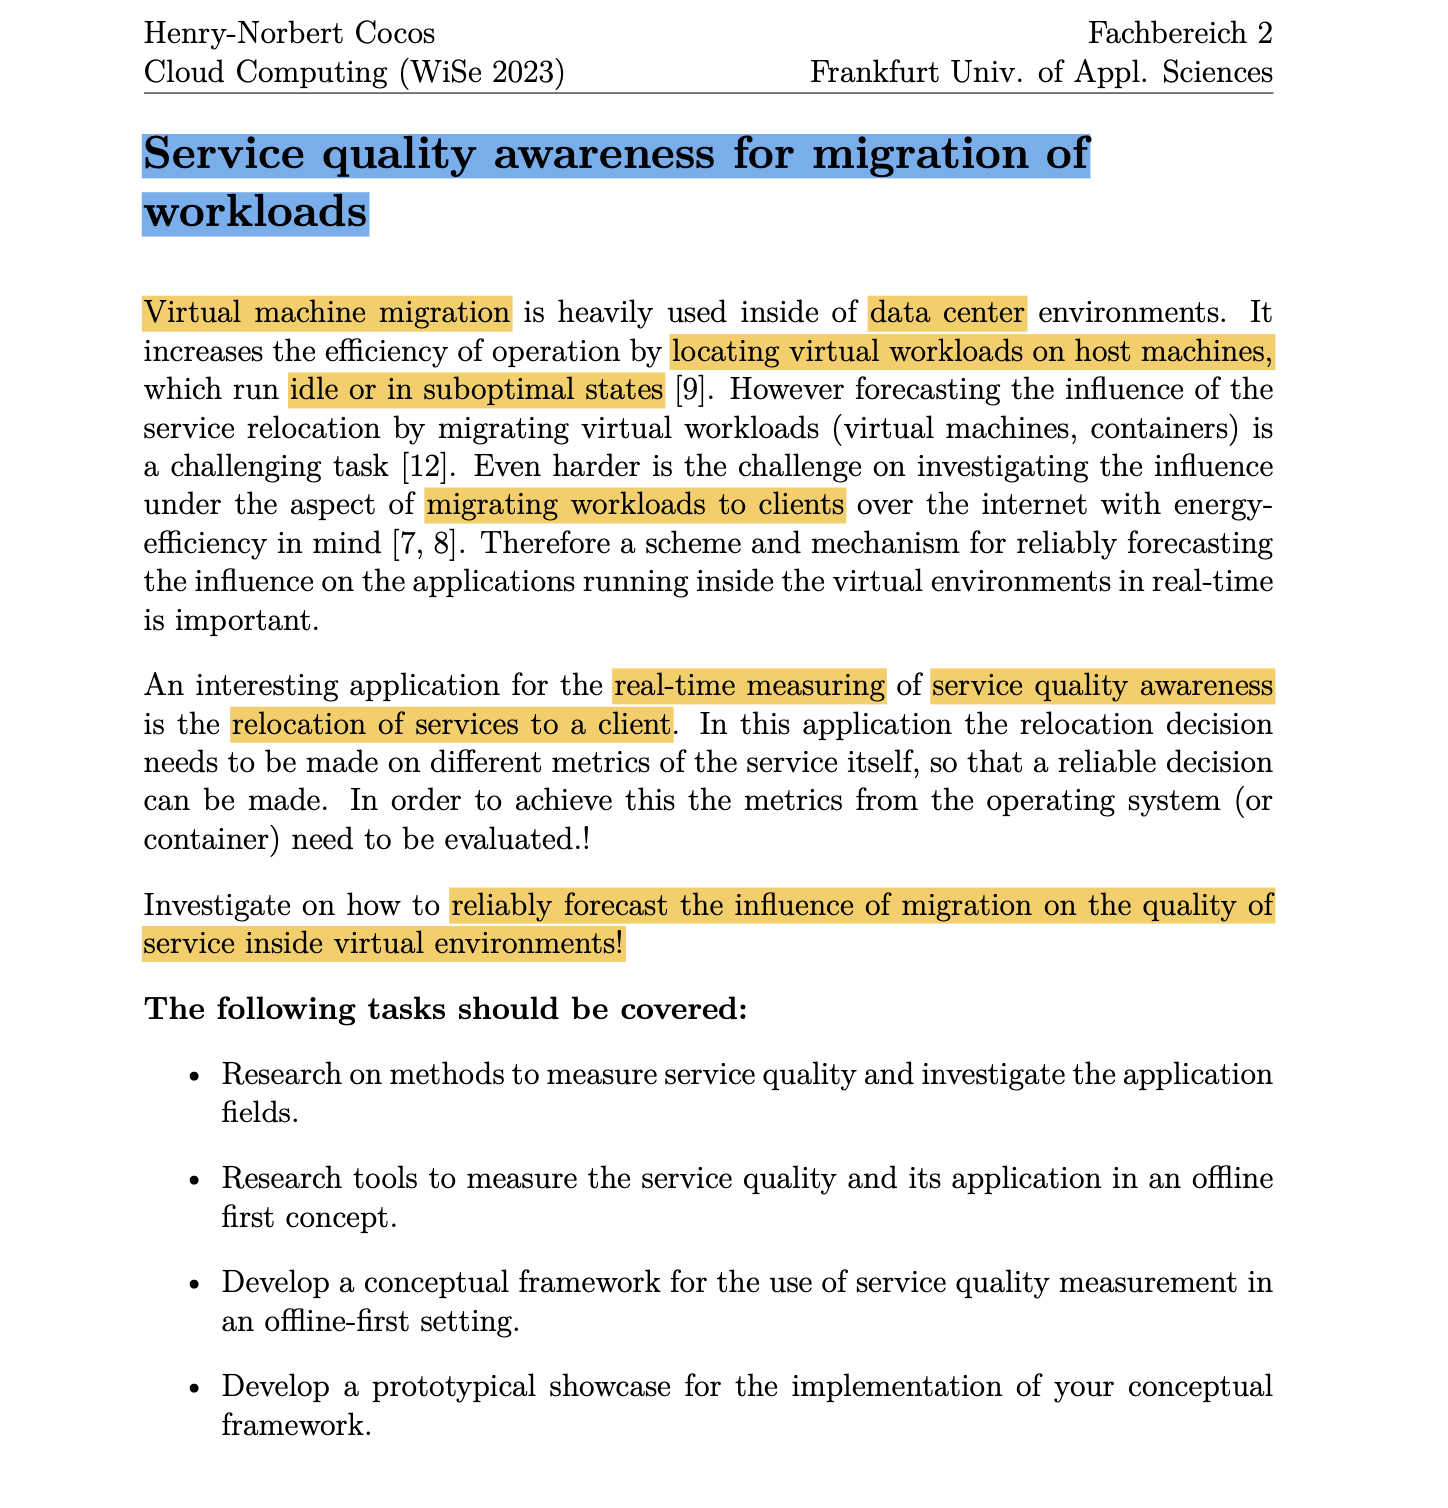 Henry-Norbert Cocos
Fachbereich 2
Cloud Computing (WiSe 2023)
Frankfurt Univ. of Appl. Sciences
Service quality awareness for migration of
workloads
Virtual machine migration is heavily used inside of data center environments. It
increases the efficiency of operation by locating virtual workloads on host machines,
which run idle or in suboptimal states [9]. However forecasting the influence of the
service relocation by migrating virtual workloads (virtual machines, containers) is
a challenging task [12]. Even harder is the challenge on investigating the influence
under the aspect of migrating workloads to clients over the internet with energy-
efficiency in mind [7, 8]. Therefore a scheme and mechanism for reliably forecasting
the influence on the applications running inside the virtual environments in real-time
is important.
An interesting application for the real-time measuring of service quality awareness
is the relocation of services to a client. In this application the relocation decision
needs to be made on different metrics of the service itself, so that a reliable decision
can be made. In order to achieve this the metrics from the operating system (or
container) need to be evaluated.!
Investigate on how to reliably forecast the influence of migration on the quality of
service inside virtual environments!
The following tasks should be covered:
• Research on methods to measure service quality and investigate the application
fields.
• Research tools to measure the service quality and its application in an offline
first concept.
• Develop a conceptual framework for the use of service quality measurement in
an offline-first setting.
• Develop a prototypical showcase for the implementation of your conceptual
framework.